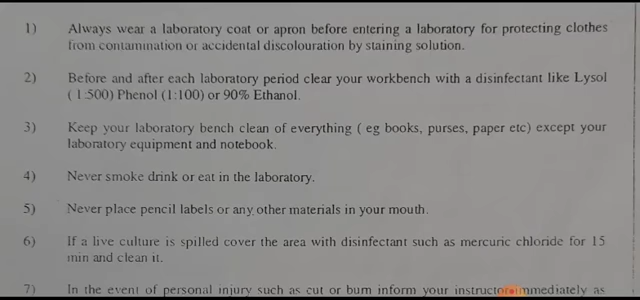 1) Always wear a laboratory coat or apron before entering a laboratory for protecting clothes
from contamination or accidental discolouration by staining solution.
2) Before and after each laboratory period clear your workbench with a disinfectant like Lysol
( 1:500) Phenol (1:100) or 90% Ethanol.
3) Keep your laboratory bench clean of everything ( eg books, purses, paper etc) except your
laboratory equipment and notebook.
4) Never smoke drink or eat in the laboratory.
5) Never place pencil labels or any other materials in your mouth.
6) If a live culture is spilled cover the area with disinfectant such as mercuric chloride for 15
min and clean it.
7) In the event of personal injury such as cut or burn inform your instructor immediately as